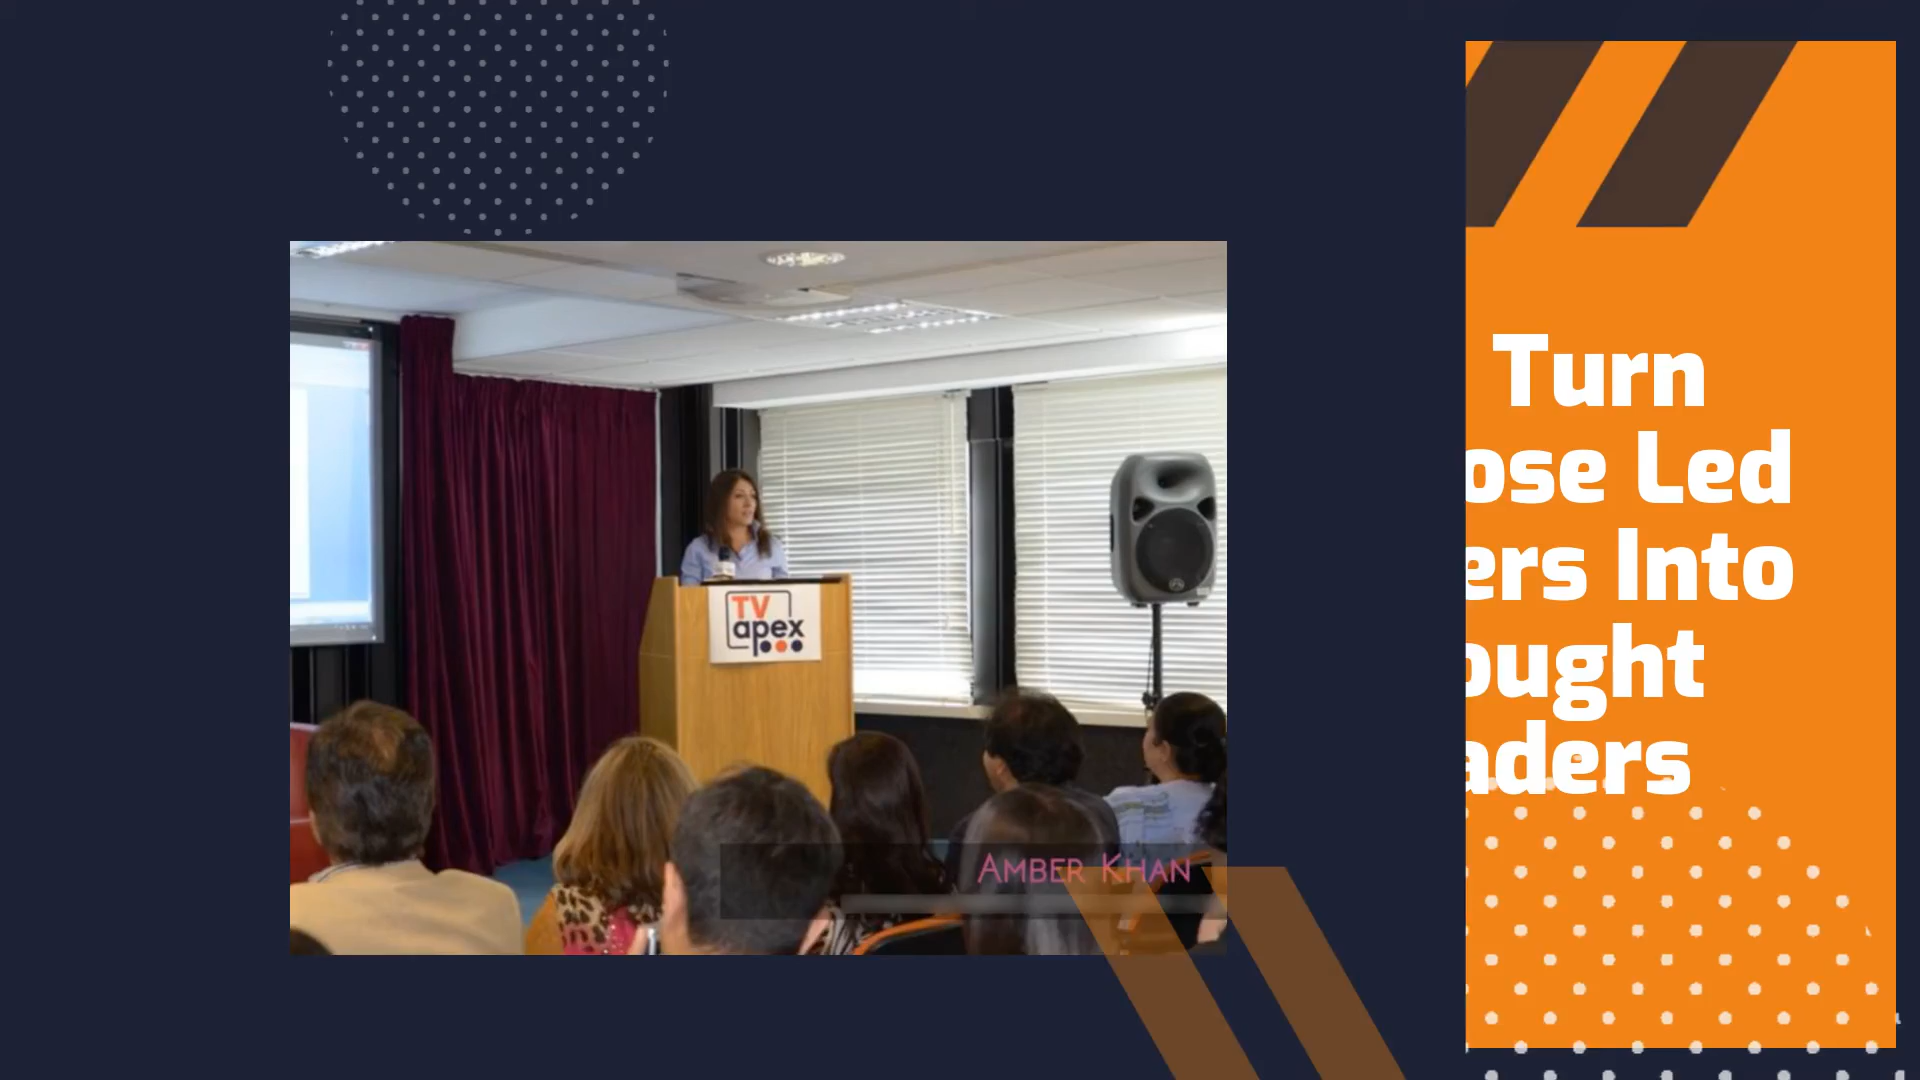 TV
apex
AMBER KHAN
Turn
ose Led
ers Into
ought
aders